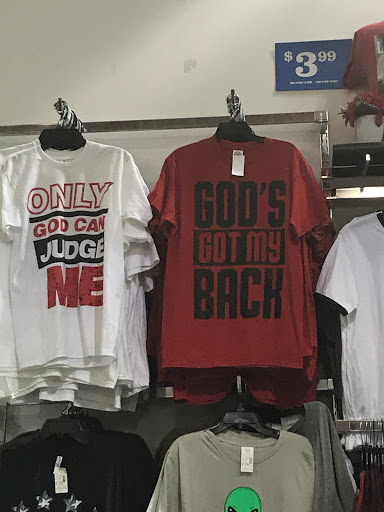 $3.99
ONLY
GOD CAN
JUDGE
ME
GOD'S
GOT MY
BACK